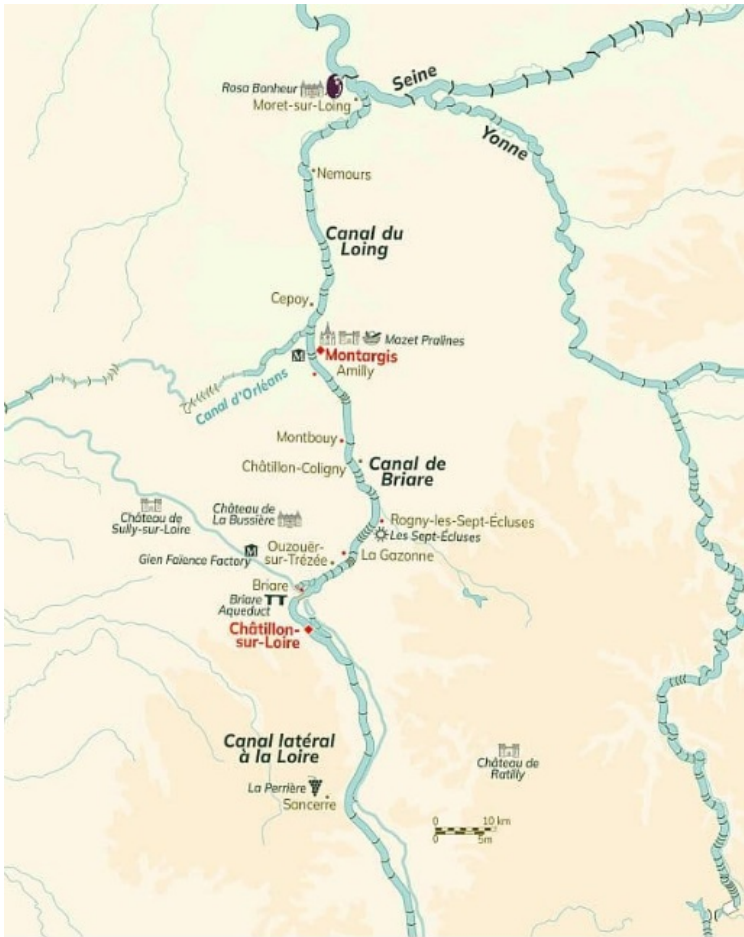 Seine
Rosa Bonheur
Moret-sur-Loing
Yonne
Nemours
Canal du
Loing
Cepoy
Mazet Pralines
Montargis
Amilly
Canal d'Orléans
Montbouy
Châtillon-Coligny
Canal de
Briare
Château de
Sully-sur-Loire
Château de
La Bussière
Rogny-les-Sept-Écluses
Les Sept-Écluses
Gien Faïence Factory
Ouzouër-
sur-Trézée
La Gazonne
Briare
Briare
Aqueduct
Châtillon-
sur-Loire
Canal latéral
à la Loire
Château de
Ratilly
La Perrière
Sancerre
0 10 km
0 5m